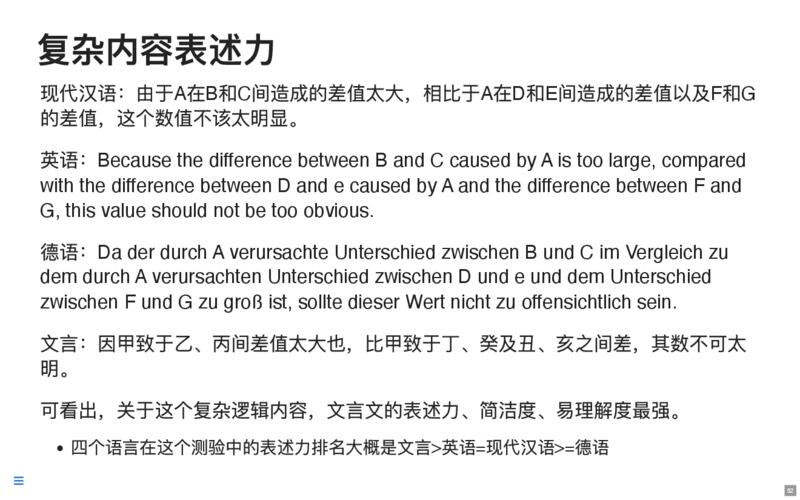 复杂内容表述力
现代汉语：由于A在B和C间造成的差值太大，相比于A在D和E间造成的差值以及F和G
的差值，这个数值不该太明显。
英语：Because the difference between B and C caused by A is too large, compared
with the difference between D and e caused by A and the difference between F and
G, this value should not be too obvious.
德语：Da der durch A verursachte Unterschied zwischen B und C im Vergleich zu
dem durch A verursachten Unterschied zwischen D und e und dem Unterschied
zwischen F und G zu groß ist, sollte dieser Wert nicht zu offensichtlich sein.
文言：因甲致于乙、丙间差值太大也，比甲致于丁、癸及丑、亥之间差，其数不可太
明。
可看出，关于这个复杂逻辑内容，文言文的表述力、简洁度、易理解度最强。
• 四个语言在这个测验中的表述力排名大概是文言>英语=现代汉语>=德语
52